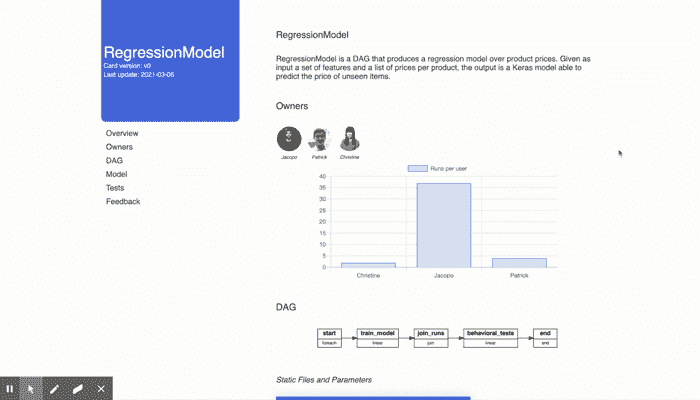 RegressionModel
Card version: v0
Last update: 2021-03-06
Overview
Owners
DAG
Model
Tests
Feedback
RegressionModel
RegressionModel is a DAG that produces a regression model over product prices. Given as
input a set of features and a list of prices per product, the output is a Keras model able to
predict the price of unseen items.
Owners
Jacopo Patrick Christine
Runs per user
40
35
30
25
20
15
10
5
0
Christine Jacopo Patrick
DAG
start train_model join_runs behavioral_tests end
foreach linear join linear end
Static Files and Parameters